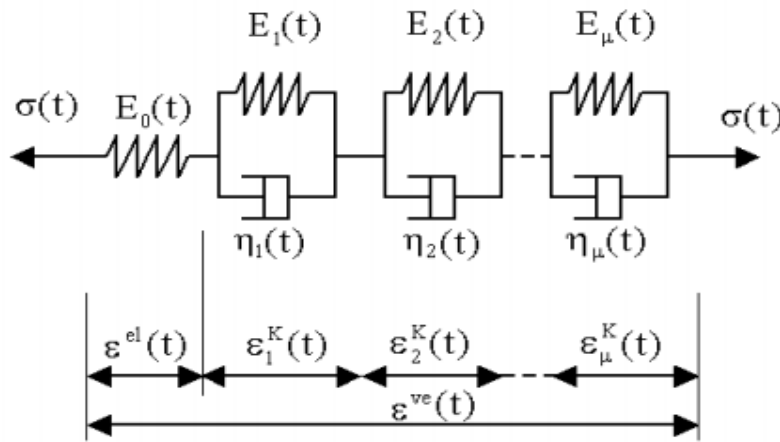 E₁(t) E₂(t) E_μ(t)
σ(t) E₀(t) σ(t)
η₁(t) η₂(t) η_μ(t)
ε^el(t) ε₁^K(t) ε₂^K(t) ε_μ^K(t)
ε^ve(t)